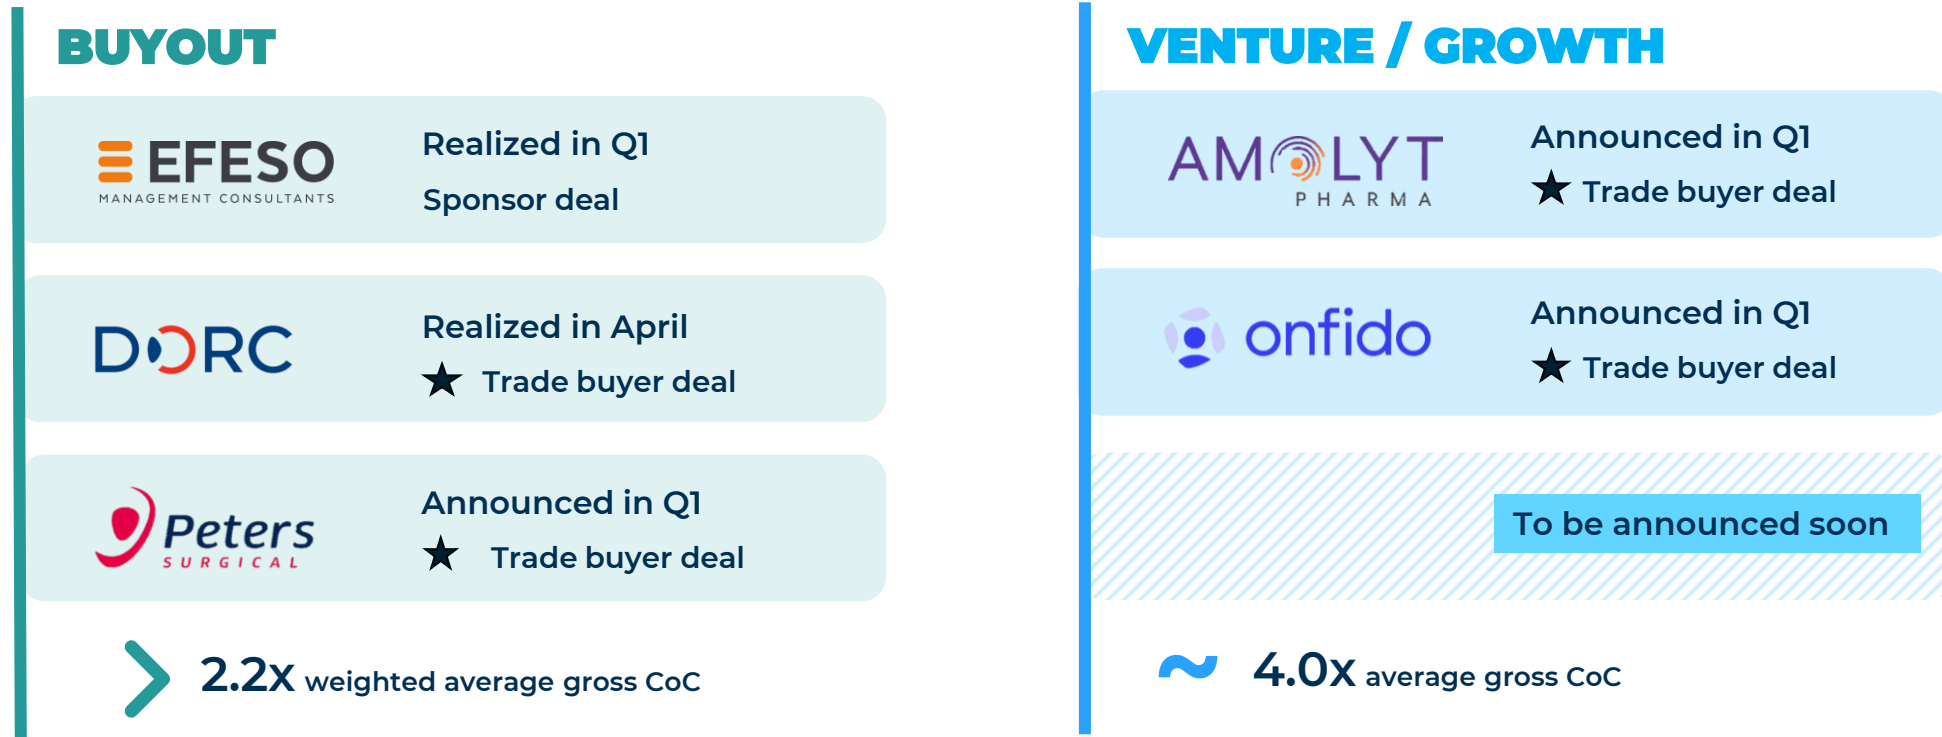 BUYOUT
EFESO
MANAGEMENT CONSULTANTS
Realized in Q1
Sponsor deal
DORC
Realized in April
★ Trade buyer deal
Peters
SURGICAL
Announced in Q1
★ Trade buyer deal
> 2.2x weighted average gross CoC
VENTURE / GROWTH
AMOLYT
PHARMA
Announced in Q1
★ Trade buyer deal
onfido
Announced in Q1
★ Trade buyer deal
To be announced soon
~ 4.0x average gross CoC